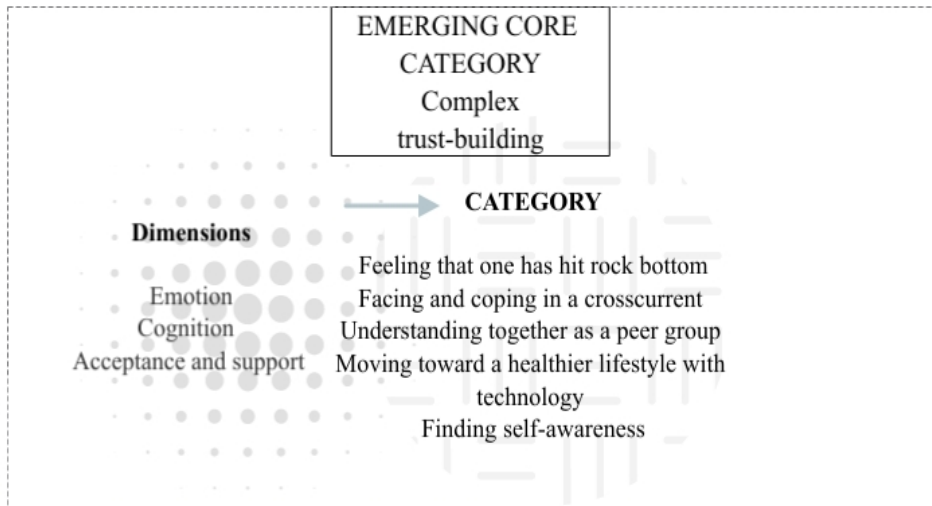 EMERGING CORE
CATEGORY
Complex
trust-building
CATEGORY
Dimensions
Feeling that one has hit rock bottom
Emotion
Facing and coping in a crosscurrent
Cognition
Understanding together as a peer group
Acceptance and support
Moving toward a healthier lifestyle with
technology
Finding self-awareness